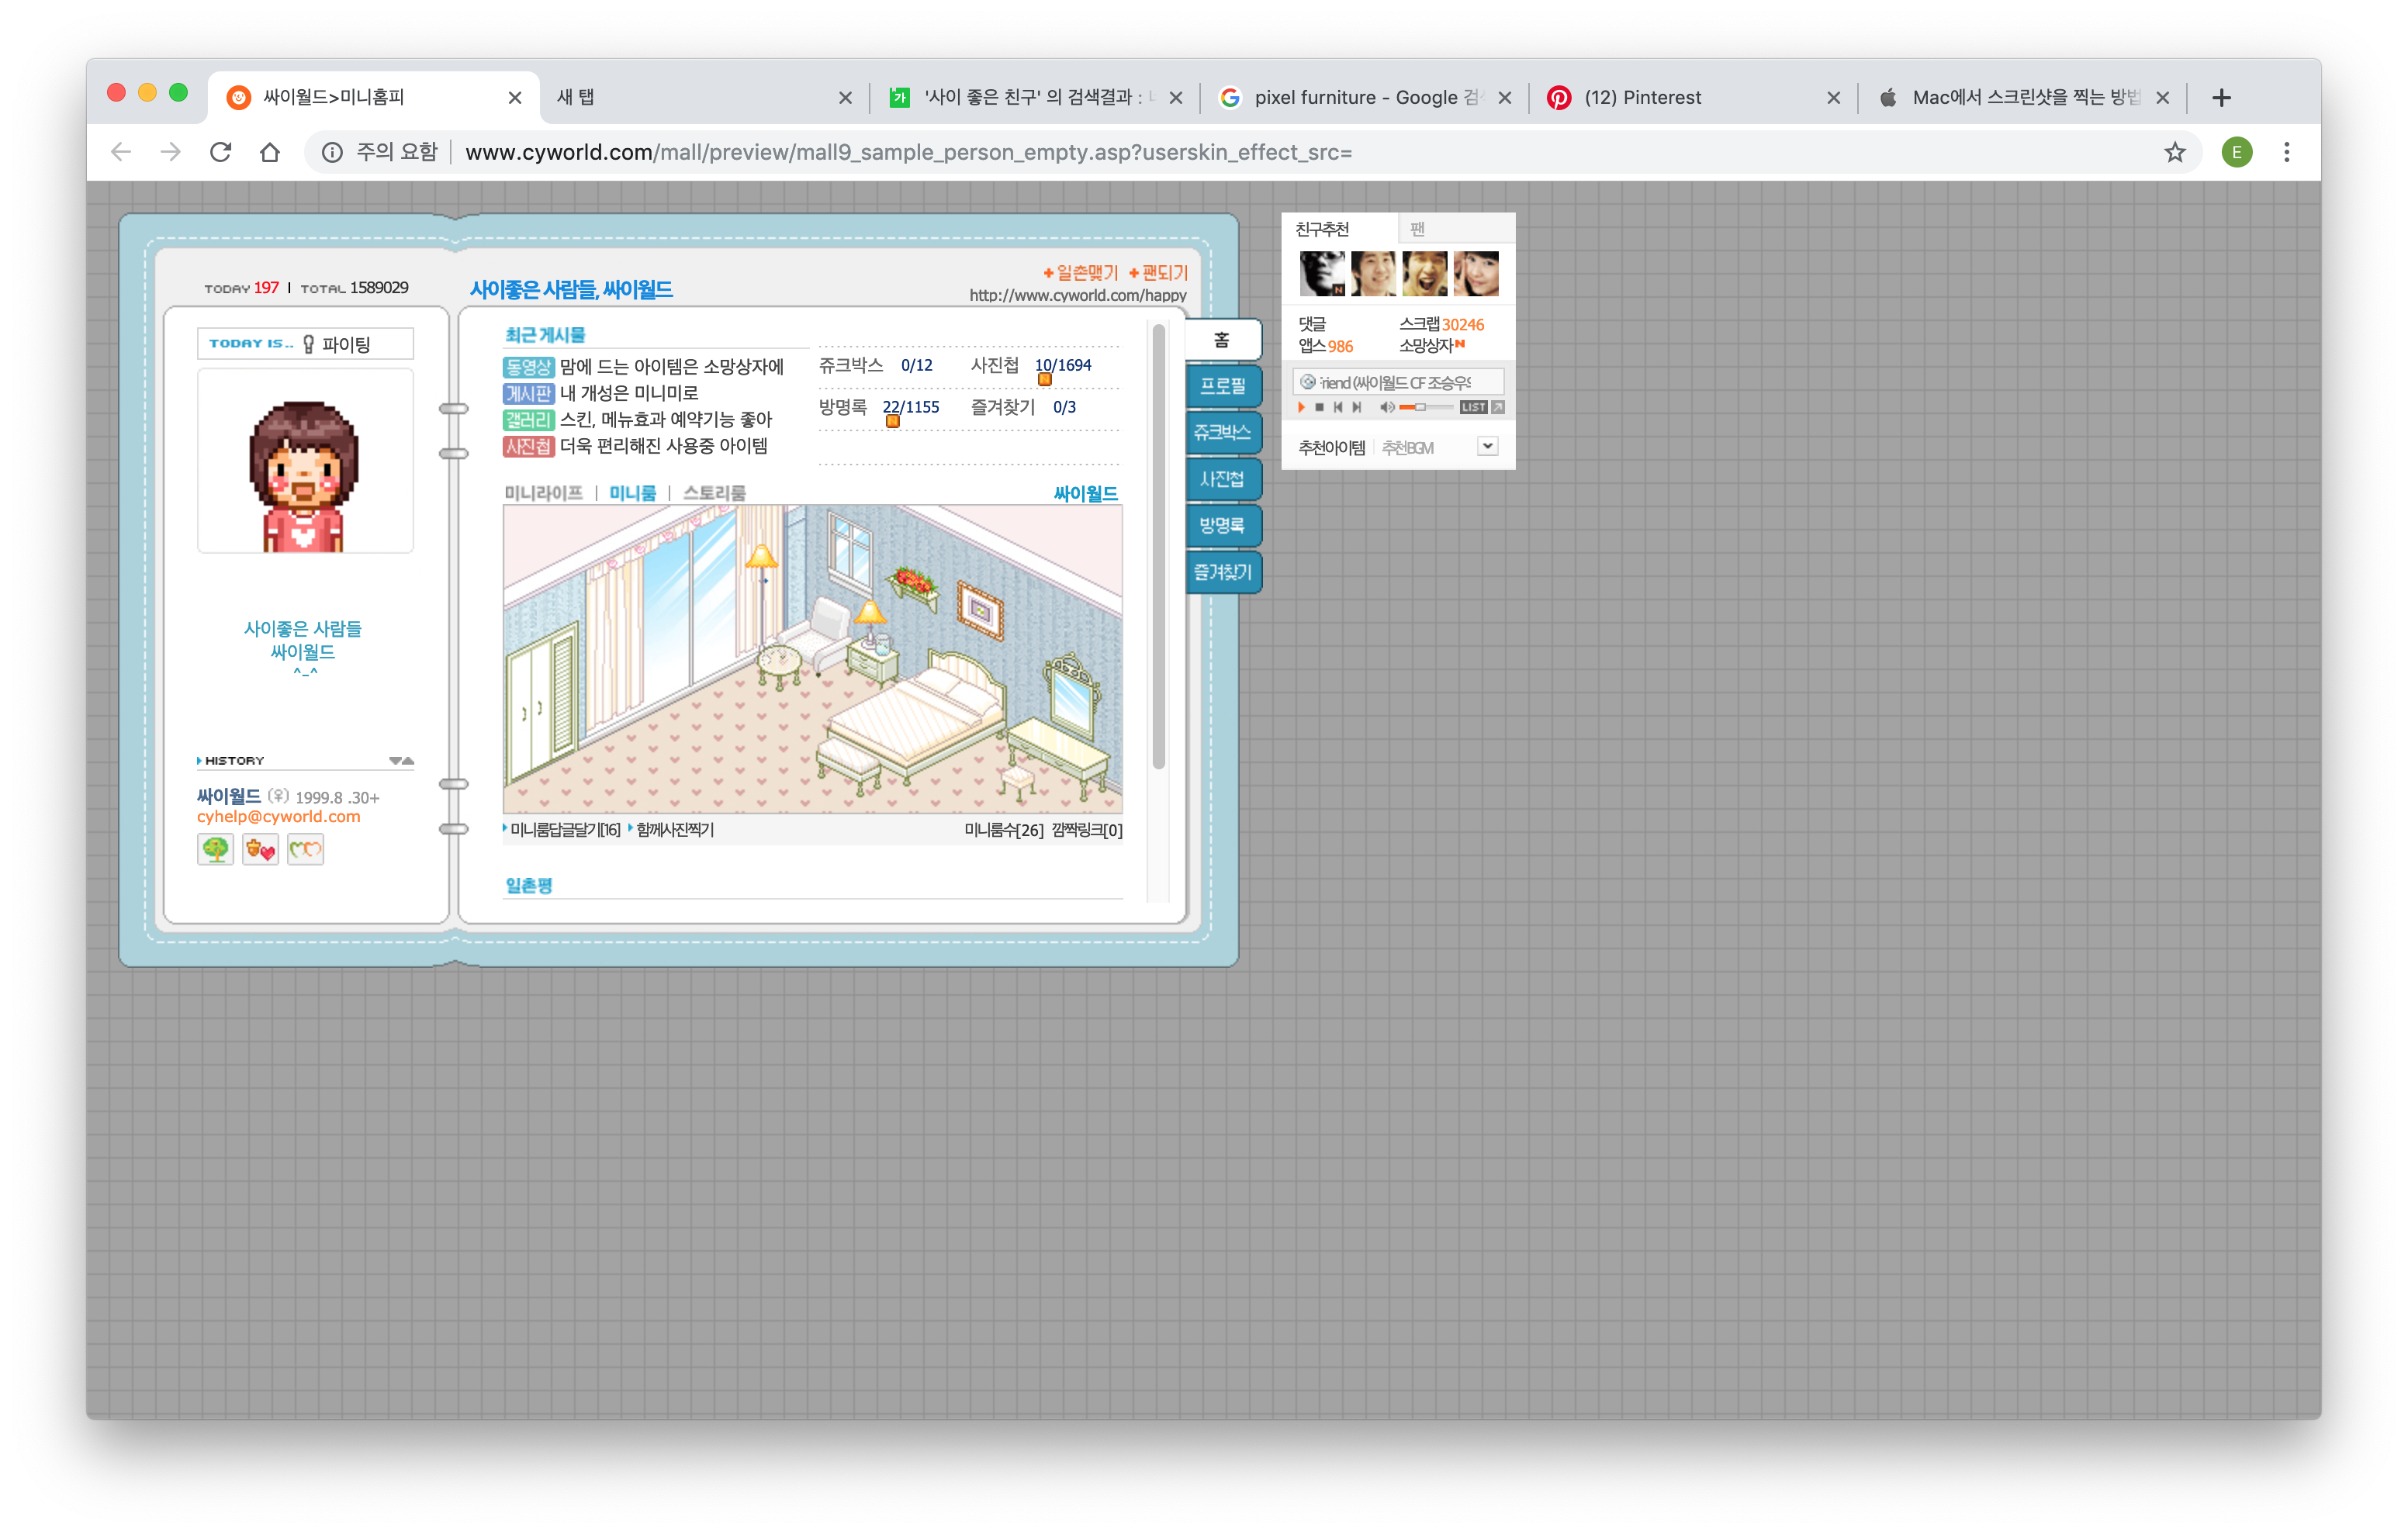 싸이월드>미니홈피
새 탭
'사이 좋은 친구' 의 검색결과 :
pixel furniture - Google 검
(12) Pinterest
Mac에서 스크린샷을 찍는 방법
주의 요함
www.cyworld.com/mall/preview/mall9_sample_person_empty.asp?userskin_effect_src=
E
TODAY 197 | TOTAL 1589029
사이좋은 사람들, 싸이월드
+일촌맺기 +팬되기
http://www.cyworld.com/happy
TODAY IS.. 파이팅
사이좋은 사람들
싸이월드
^-^
HISTORY
싸이월드 (♀) 1999.8 .30+
cyhelp@cyworld.com
최근 게시물
동영상 맘에 드는 아이템은 소망상자에
게시판 내 개성은 미니미로
갤러리 스킨, 메뉴효과 예약기능 좋아
사진첩 더욱 편리해진 사용중 아이템
쥬크박스 0/12 사진첩 10/1694
방명록 22/1155 즐겨찾기 0/3
미니라이프 | 미니룸 | 스토리룸
싸이월드
미니룸답글달기[16] 함께사진찍기
미니룸수[26] 깜짝링크[0]
일촌평
홈
프로필
쥬크박스
사진첩
방명록
즐겨찾기
친구추천 팬
댓글 스크랩 30246
앱스 986 소망상자 N
riend (싸이월드 CF 조승우
LIST
추천아이템 | 추천BGM